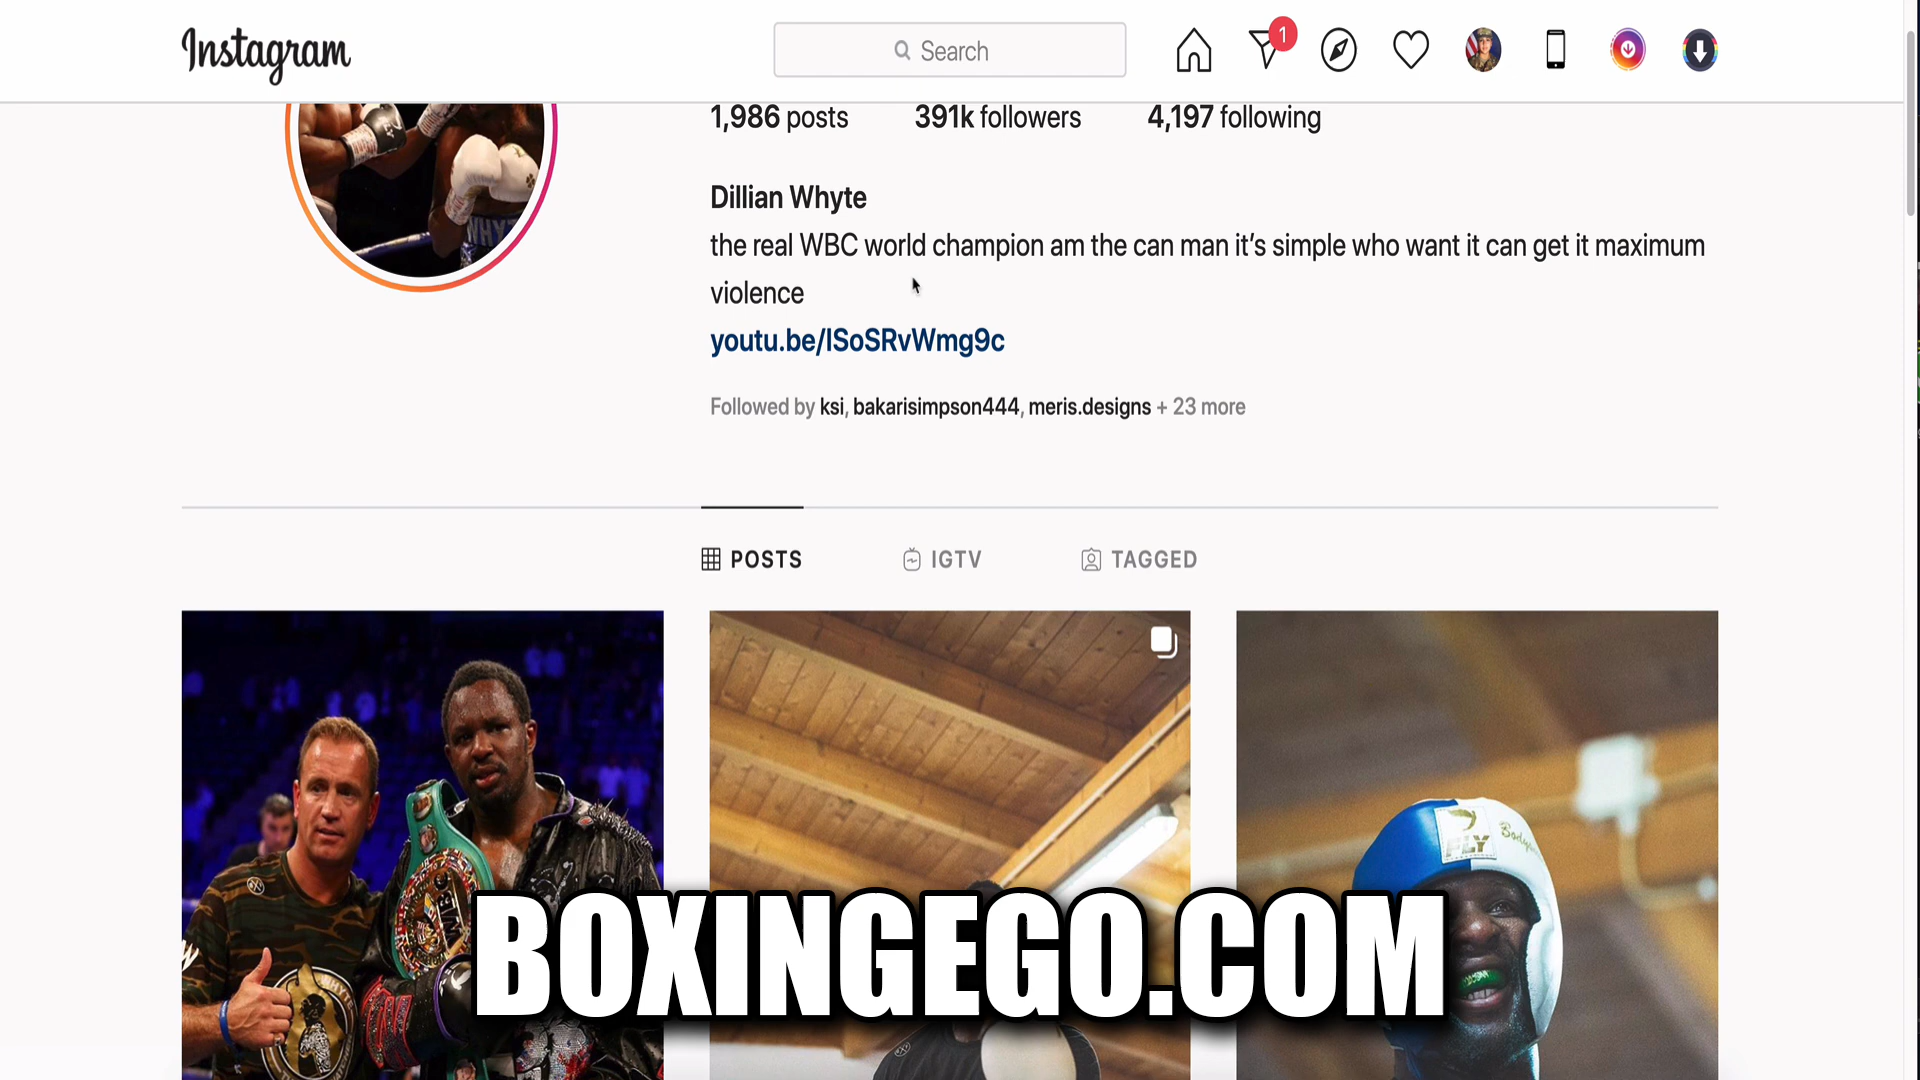 Instagram
Search
1
1,986 posts 391k followers 4,197 following
Dillian Whyte
the real WBC world champion am the can man it’s simple who want it can get it maximum
violence
youtu.be/ISoSRvWmg9c
Followed by ksi, bakarisimpson444, meris.designs + 23 more
POSTS IGTV TAGGED
FLY
BOXINGEGO.COM